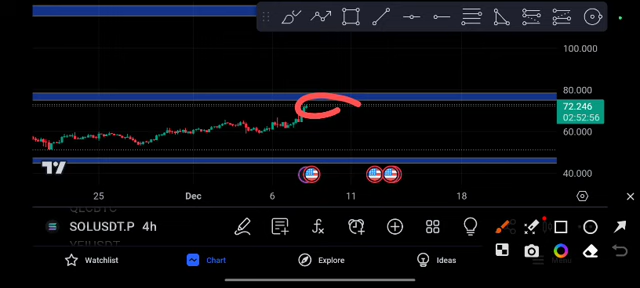 100.000
80.000
72.246
02:52:56
60.000
40.000
25 Dec 6 11 18
SOLUSDT.P 4h
Watchlist Chart Explore Ideas